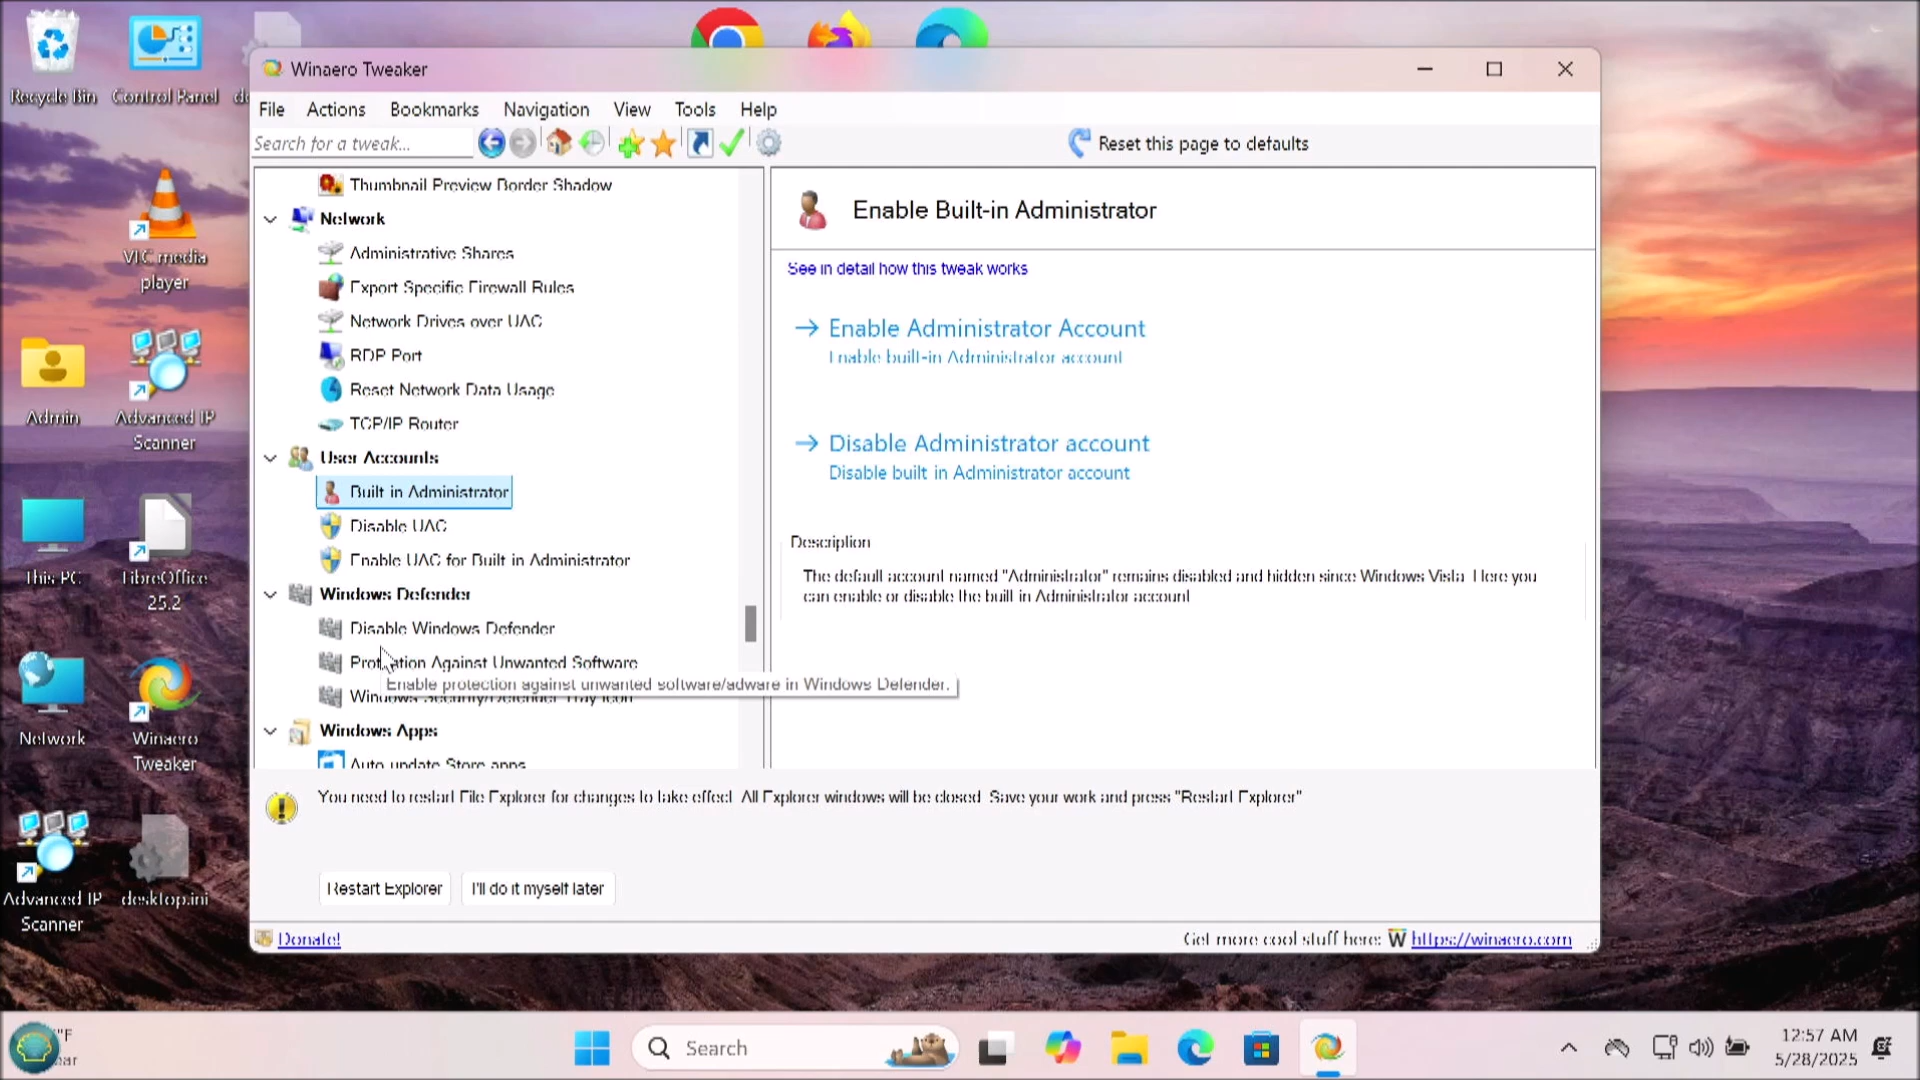 Recycle Bin
Control Panel
VLC media
player
Admin
Advanced IP
Scanner
This PC
LibreOffice
25.2
Network
Winaero
Tweaker
Advanced IP
Scanner
desktop.ini
Winaero Tweaker
File Actions Bookmarks Navigation View Tools Help
Search for a tweak...
Reset this page to defaults
Thumbnail Preview Border Shadow
Network
Administrative Shares
Export Specific Firewall Rules
Network Drives over UAC
RDP Port
Reset Network Data Usage
TCP/IP Router
User Accounts
Built-in Administrator
Disable UAC
Enable UAC for Built-in Administrator
Windows Defender
Disable Windows Defender
Protection Against Unwanted Software
Enable protection against unwanted software/adware in Windows Defender.
Windows Security/Defender Tray Icon
Windows Apps
Auto-update Store apps
Enable Built-in Administrator
See in detail how this tweak works
Enable Administrator Account
Enable built-in Administrator account
Disable Administrator account
Disable built-in Administrator account
Description
The default account named "Administrator" remains disabled and hidden since Windows Vista. Here you
can enable or disable the built-in Administrator account
You need to restart File Explorer for changes to take effect. All Explorer windows will be closed. Save your work and press "Restart Explorer"
Restart Explorer
I'll do it myself later
Donate!
Get more cool stuff here: W https://winaero.com
°F
Search
12:57 AM
5/28/2025